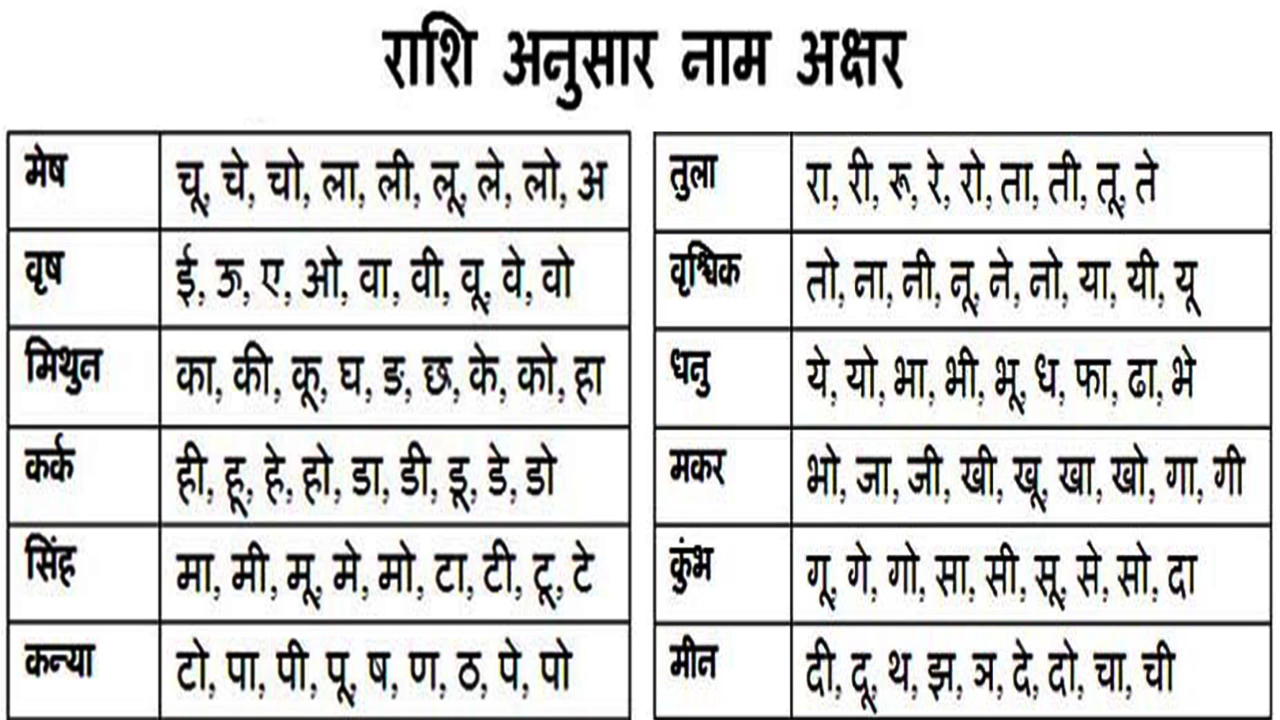 राशि अनुसार नाम अक्षर
मेष चू, चे, चो, ला, ली, लू, ले, लो, अ
वृष ई, ऊ, ए, ओ, वा, वी, वू, वे, वो
मिथुन का, की, कू, घ, ङ, छ, के, को, हा
कर्क ही, हू, हे, हो, डा, डी, डू, डे, डो
सिंह मा, मी, मू, मे, मो, टा, टी, टू, टे
कन्या टो, पा, पी, पू, ष, ण, ठ, पे, पो
तुला रा, री, रू, रे, रो, ता, ती, तू, ते
वृश्चिक तो, ना, नी, नू, ने, नो, या, यी, यू
धनु ये, यो, भा, भी, भू, ध, फा, ढा, भे
मकर भो, जा, जी, खी, खू, खा, खो, गा, गी
कुंभ गू, गे, गो, सा, सी, सू, से, सो, दा
मीन दी, दू, थ, झ, ञ, दे, दो, चा, ची